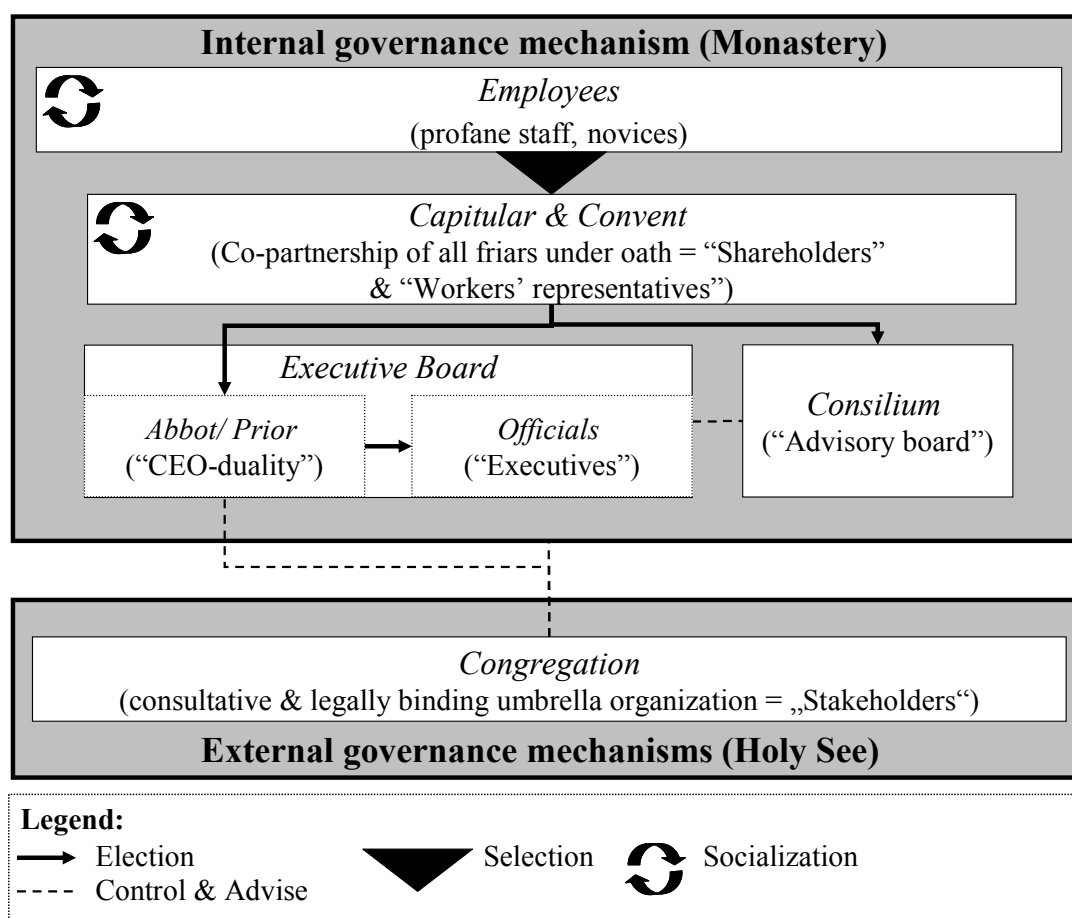 Internal governance mechanism (Monastery)
Employees
(profane staff, novices)
Capitular & Convent
(Co-partnership of all friars under oath = “Shareholders”
& “Workers’ representatives”)
Executive Board
Abbot/ Prior
(“CEO-duality”)
Officials
(“Executives”)
Consilium
(“Advisory board”)
Congregation
(consultative & legally binding umbrella organization = „Stakeholders“)
External governance mechanisms (Holy See)
Legend:
Election
Selection
Socialization
Control & Advise